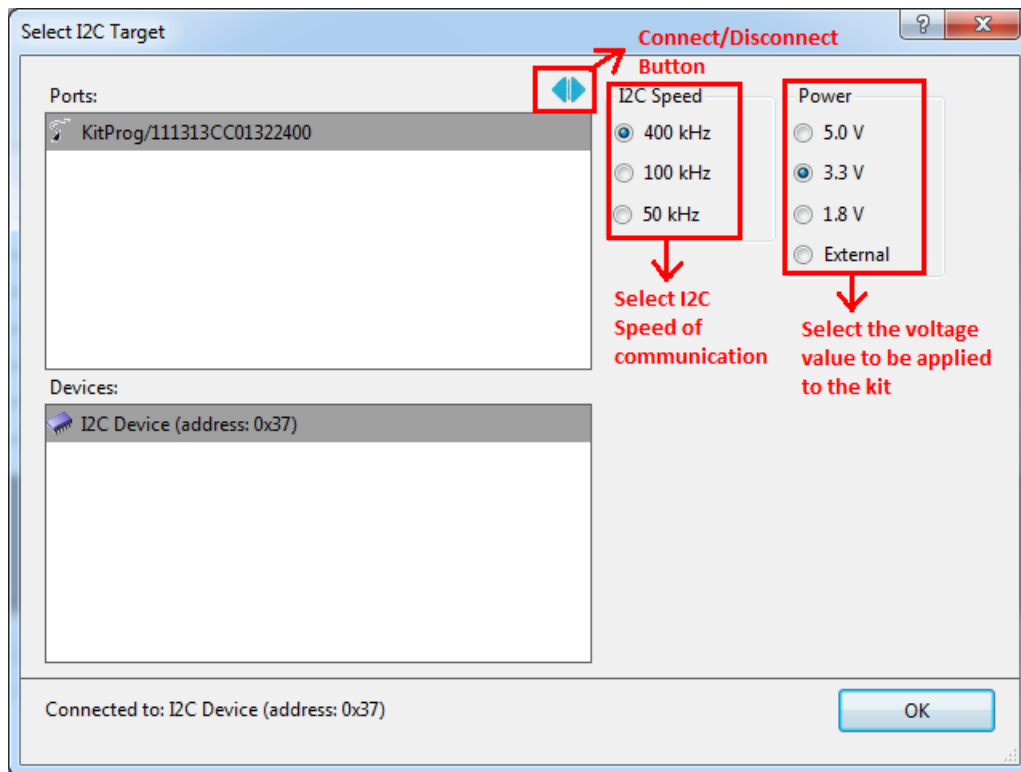 Select I2C Target
Connect/Disconnect
Button
Ports:
KitProg/111313CC01322400
I2C Speed
400 kHz
100 kHz
50 kHz
Power
5.0 V
3.3 V
1.8 V
External
Select I2C
Speed of
communication
Select the voltage
value to be applied
to the kit
Devices:
I2C Device (address: 0x37)
Connected to: I2C Device (address: 0x37)
OK